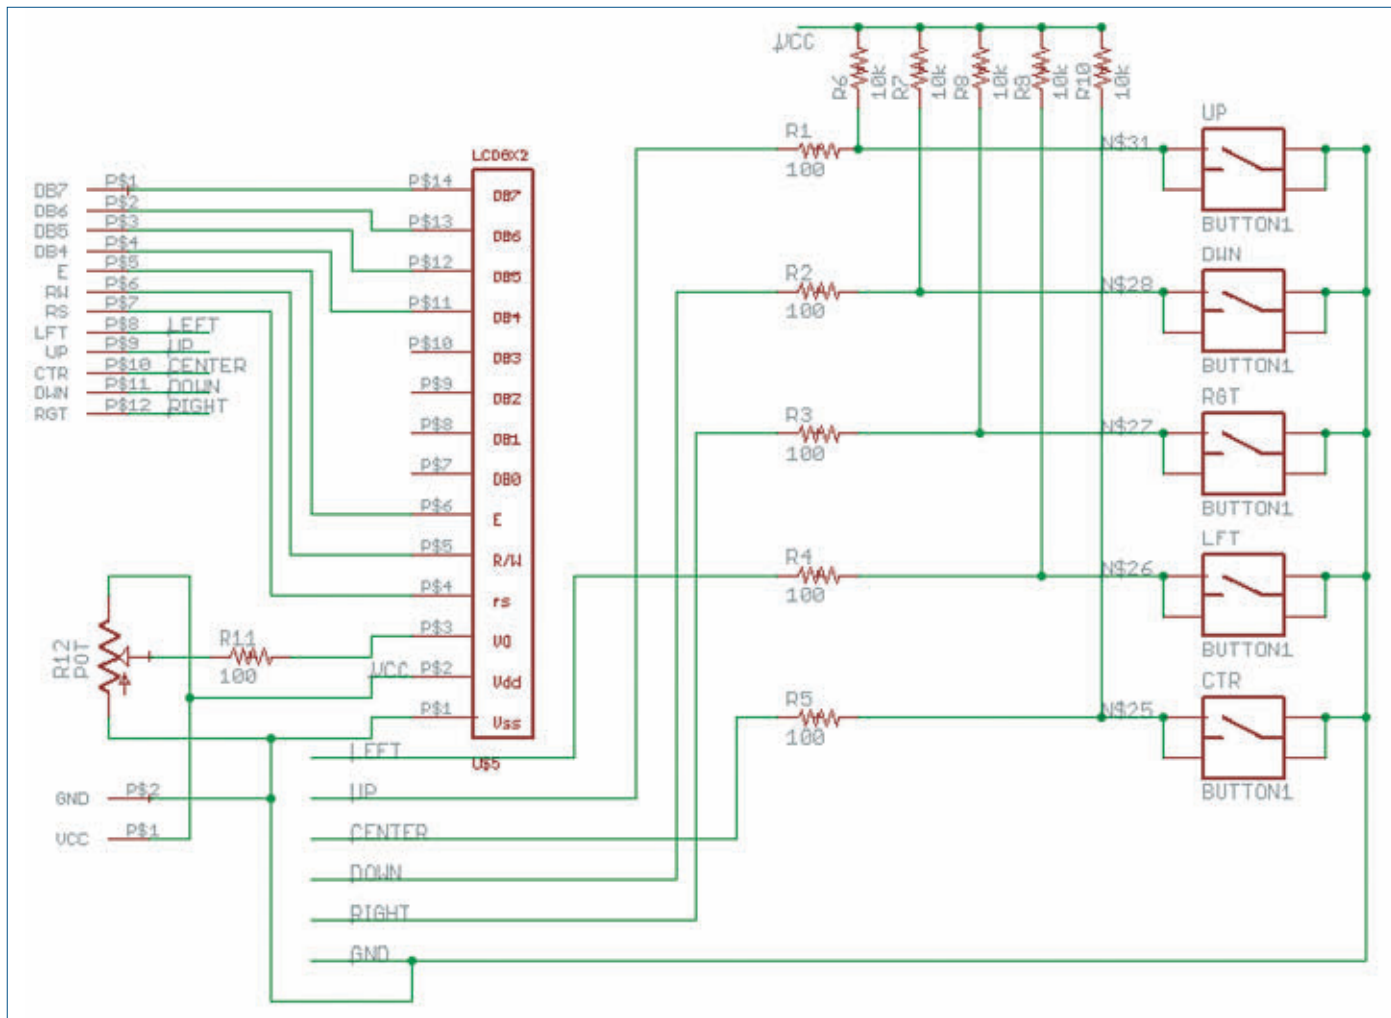 VCC
R6 10k R7 10k R8 10k R9 10k R10 10k
UP
R1 N$31
100
BUTTON1
DWN
R2 N$28
100
BUTTON1
RGT
R3 N$27
100
BUTTON1
LFT
R4 N$26
100
BUTTON1
CTR
R5 N$25
100
BUTTON1
LCD8X2
DB7 P$1 P$14 DB7
DB6 P$2 P$13 DB6
DB5 P$3 P$12 DB5
DB4 P$4 P$11 DB4
E P$5
RW P$6
RS P$7
LFT P$8 LEFT
UP P$9 UP
CTR P$10 CENTER
DWN P$11 DOWN
RGT P$12 RIGHT
P$10 DB3
P$9 DB2
P$8 DB1
P$7 DB0
P$6 E
P$5 R/W
P$4 rs
P$3 V0
VCC P$2 Vdd
P$1 Vss
U$5
R12
POT
R11
100
GND P$2
VCC P$1
LEFT
UP
CENTER
DOWN
RIGHT
GND